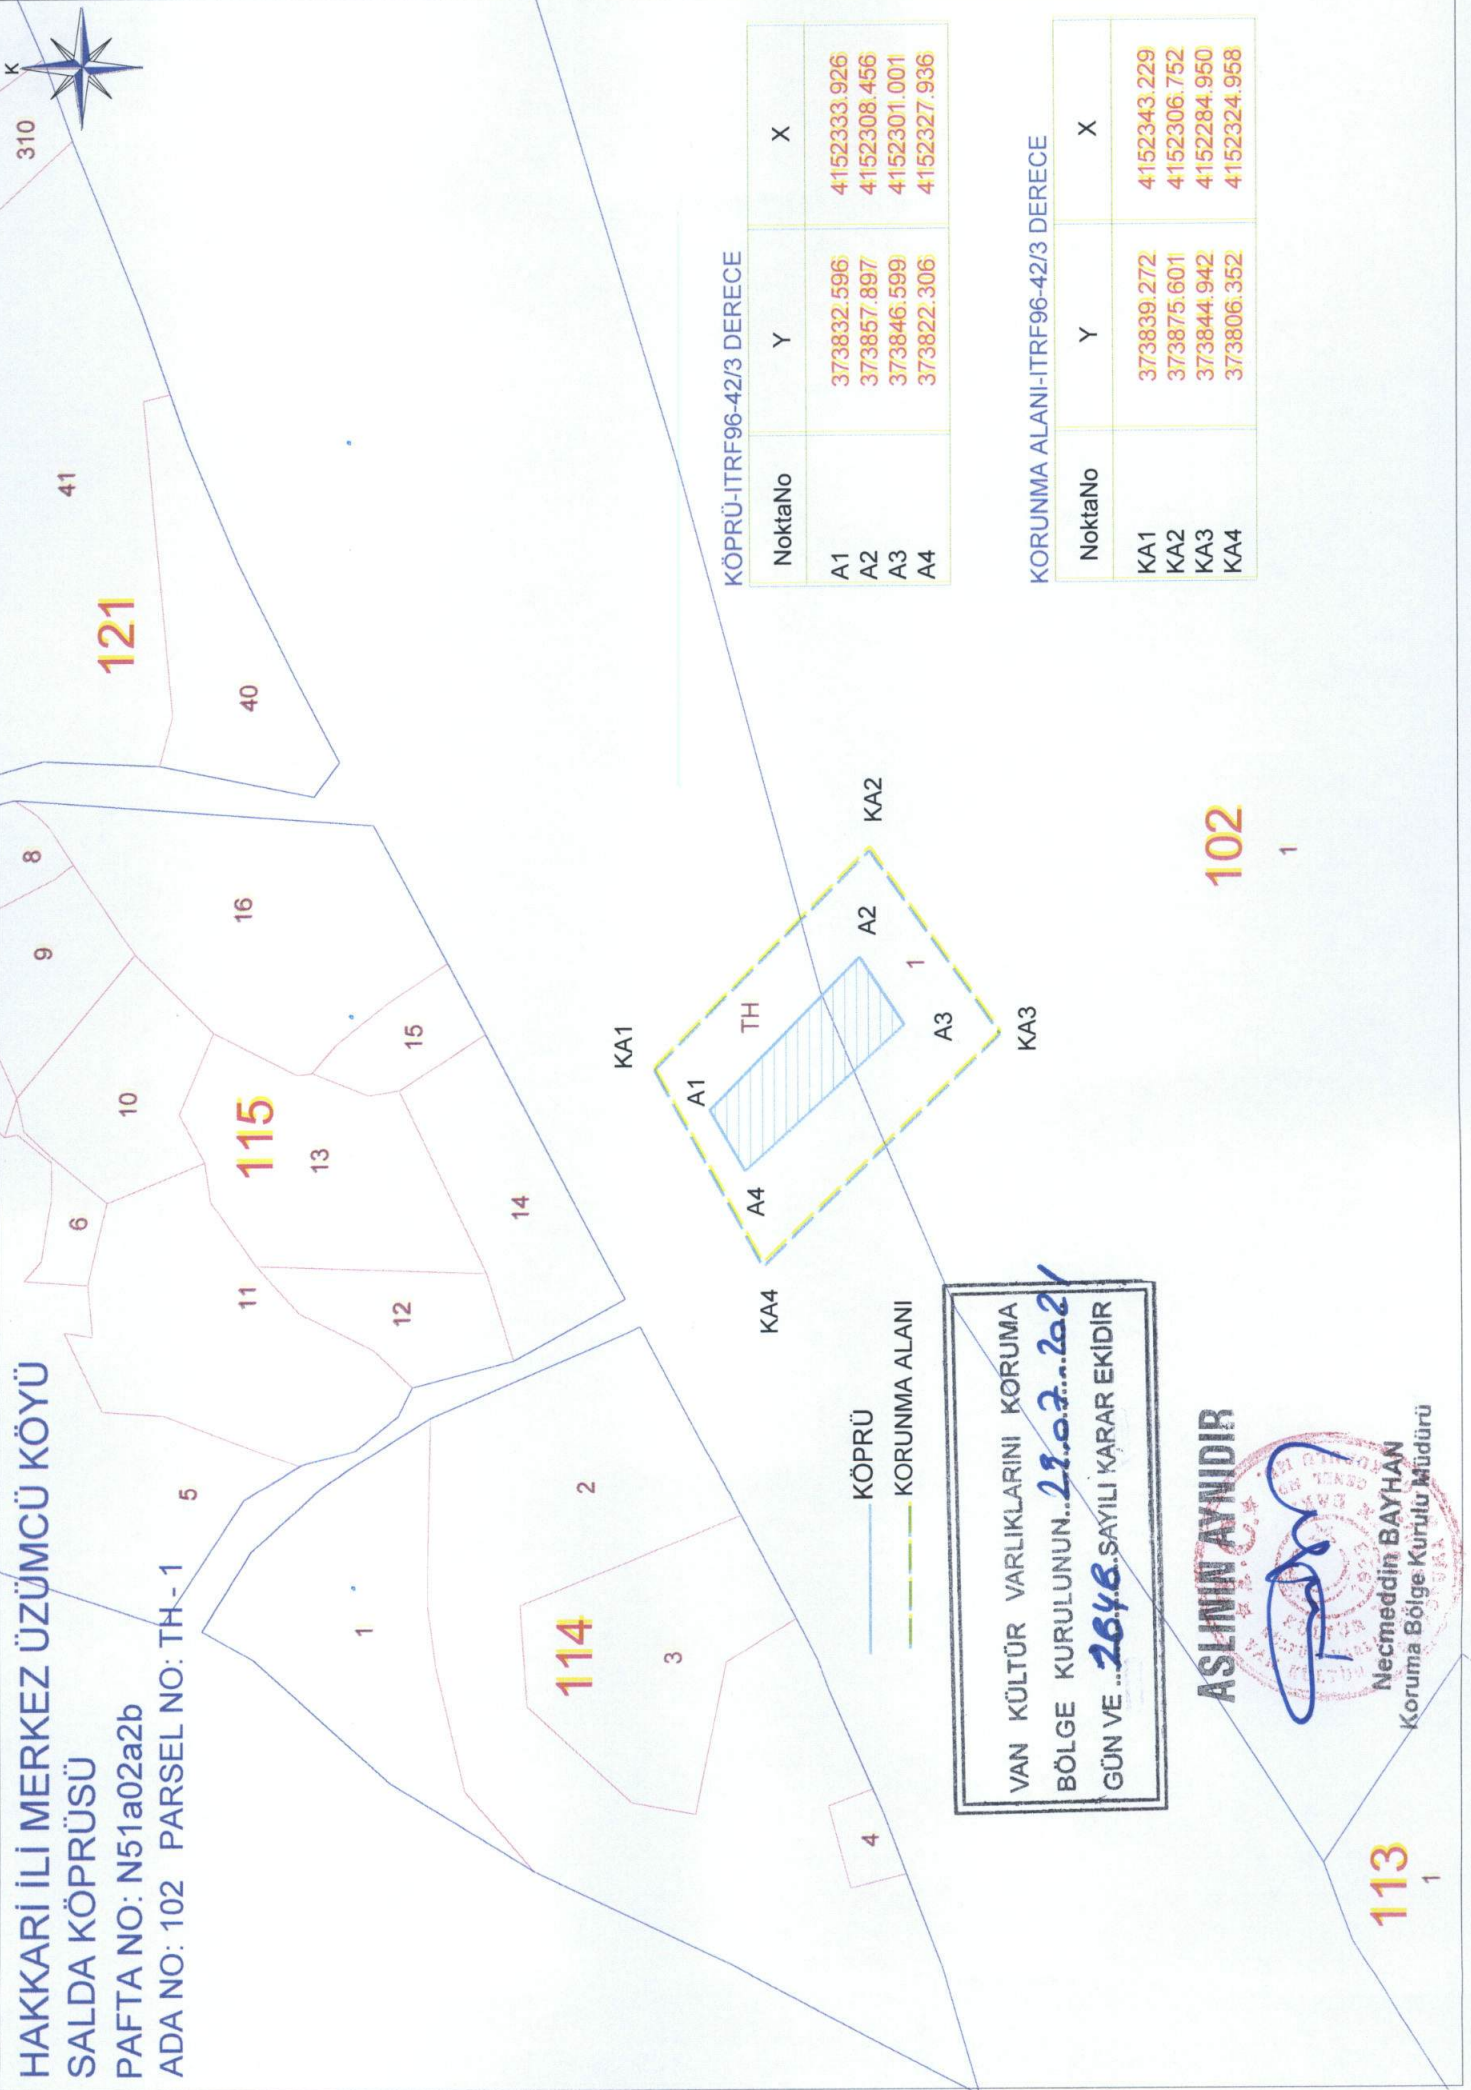 HAKKARİ İLİ MERKEZ ÜZÜMCÜ KÖYÜ
SALDA KÖPRÜSÜ
PAFTA NO: N51a02a2b
ADA NO: 102 PARSEL NO: TH - 1
K
310
41
121
40
8
9
16
10
15
115
13
6
14
11
12
5
1
2
114
3
4
KA1
A1
TH
KA2
A2
1
A3
KA3
A4
KA4
102
1
113
1
KÖPRÜ
KORUNMA ALANI
KÖPRÜ-ITRF96-42/3 DERECE
NoktaNo Y X
A1 373832.596 4152333.926
A2 373857.897 4152308.456
A3 373846.599 4152301.001
A4 373822.306 4152327.936
KORUNMA ALANI-ITRF96-42/3 DERECE
NoktaNo Y X
KA1 373839.272 4152343.229
KA2 373875.601 4152306.752
KA3 373844.942 4152284.950
KA4 373806.352 4152324.958
VAN KÜLTÜR VARLIKLARINI KORUMA
BÖLGE KURULUNUN 07 2021
GÜN VE SAYILI KARAR EKİDİR
ASLININ AYNIDIR
Necmeddin BAYHAN
Koruma Bölge Kurulu Müdürü